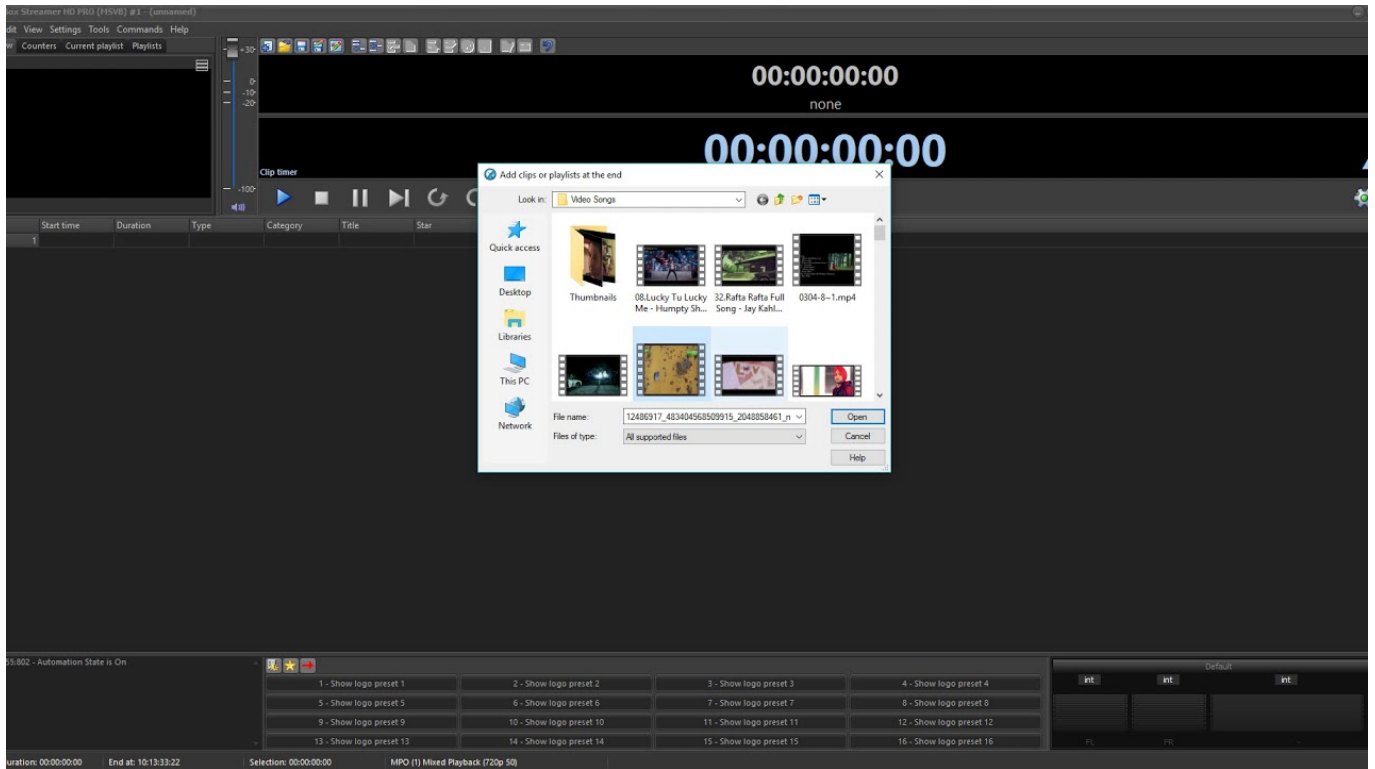 lox Streamer HD PRO (MSVB) #1 - (unnamed)
dit View Settings Tools Commands Help
w Counters Current playlist Playlists
+30
0
-10
-20
-100
00:00:00:00
none
00:00:00:00
Clip timer
Start time Duration Type Category Title Star
1
Add clips or playlists at the end
Look in: Video Songs
Quick access
Desktop
Libraries
This PC
Network
Thumbnails
08.Lucky Tu Lucky Me - Humpty Sh...
32.Rafta Rafta Full Song - Jay Kahl...
0304-8~1.mp4
File name: 12486917_483404568509915_2048858461_n
Open
Files of type: All supported files
Cancel
Help
55:802 - Automation State is On
1 - Show logo preset 1 2 - Show logo preset 2 3 - Show logo preset 3 4 - Show logo preset 4
5 - Show logo preset 5 6 - Show logo preset 6 7 - Show logo preset 7 8 - Show logo preset 8
9 - Show logo preset 9 10 - Show logo preset 10 11 - Show logo preset 11 12 - Show logo preset 12
13 - Show logo preset 13 14 - Show logo preset 14 15 - Show logo preset 15 16 - Show logo preset 16
Default
int int int
FL FR
uration: 00:00:00:00 End at: 10:13:33:22 Selection: 00:00:00:00 MPO (1) Mixed Playback (720p 50)